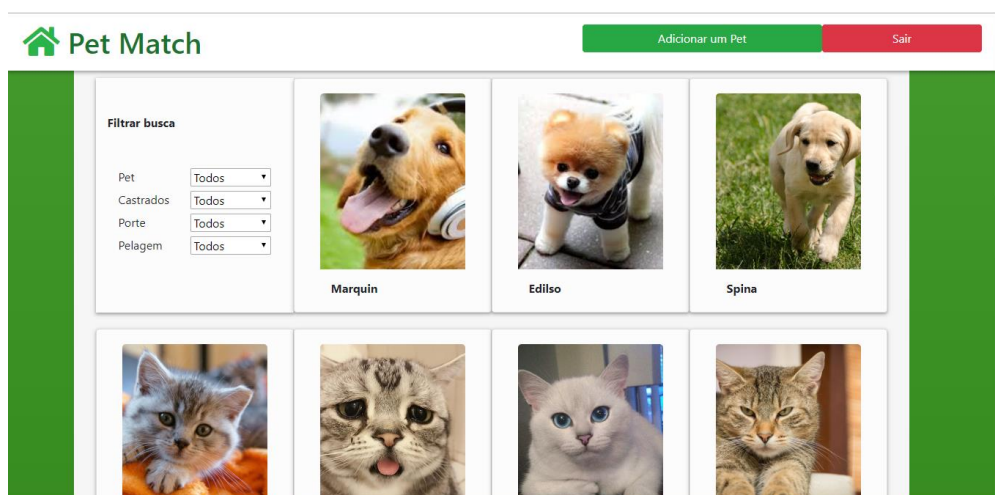 Pet Match
Adicionar um Pet
Sair
Filtrar busca
Pet Todos
Castrados Todos
Porte Todos
Pelagem Todos
Marquin
Edilso
Spina